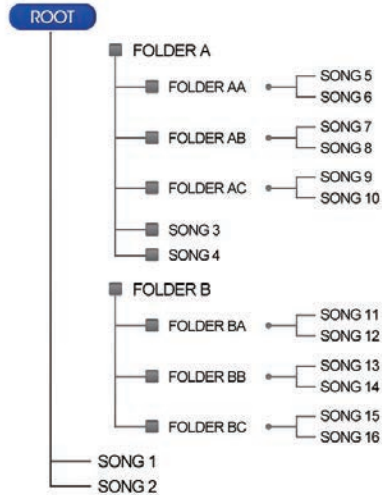 ROOT
FOLDER A
FOLDER AA
SONG 5
SONG 6
FOLDER AB
SONG 7
SONG 8
FOLDER AC
SONG 9
SONG 10
SONG 3
SONG 4
FOLDER B
FOLDER BA
SONG 11
SONG 12
FOLDER BB
SONG 13
SONG 14
FOLDER BC
SONG 15
SONG 16
SONG 1
SONG 2